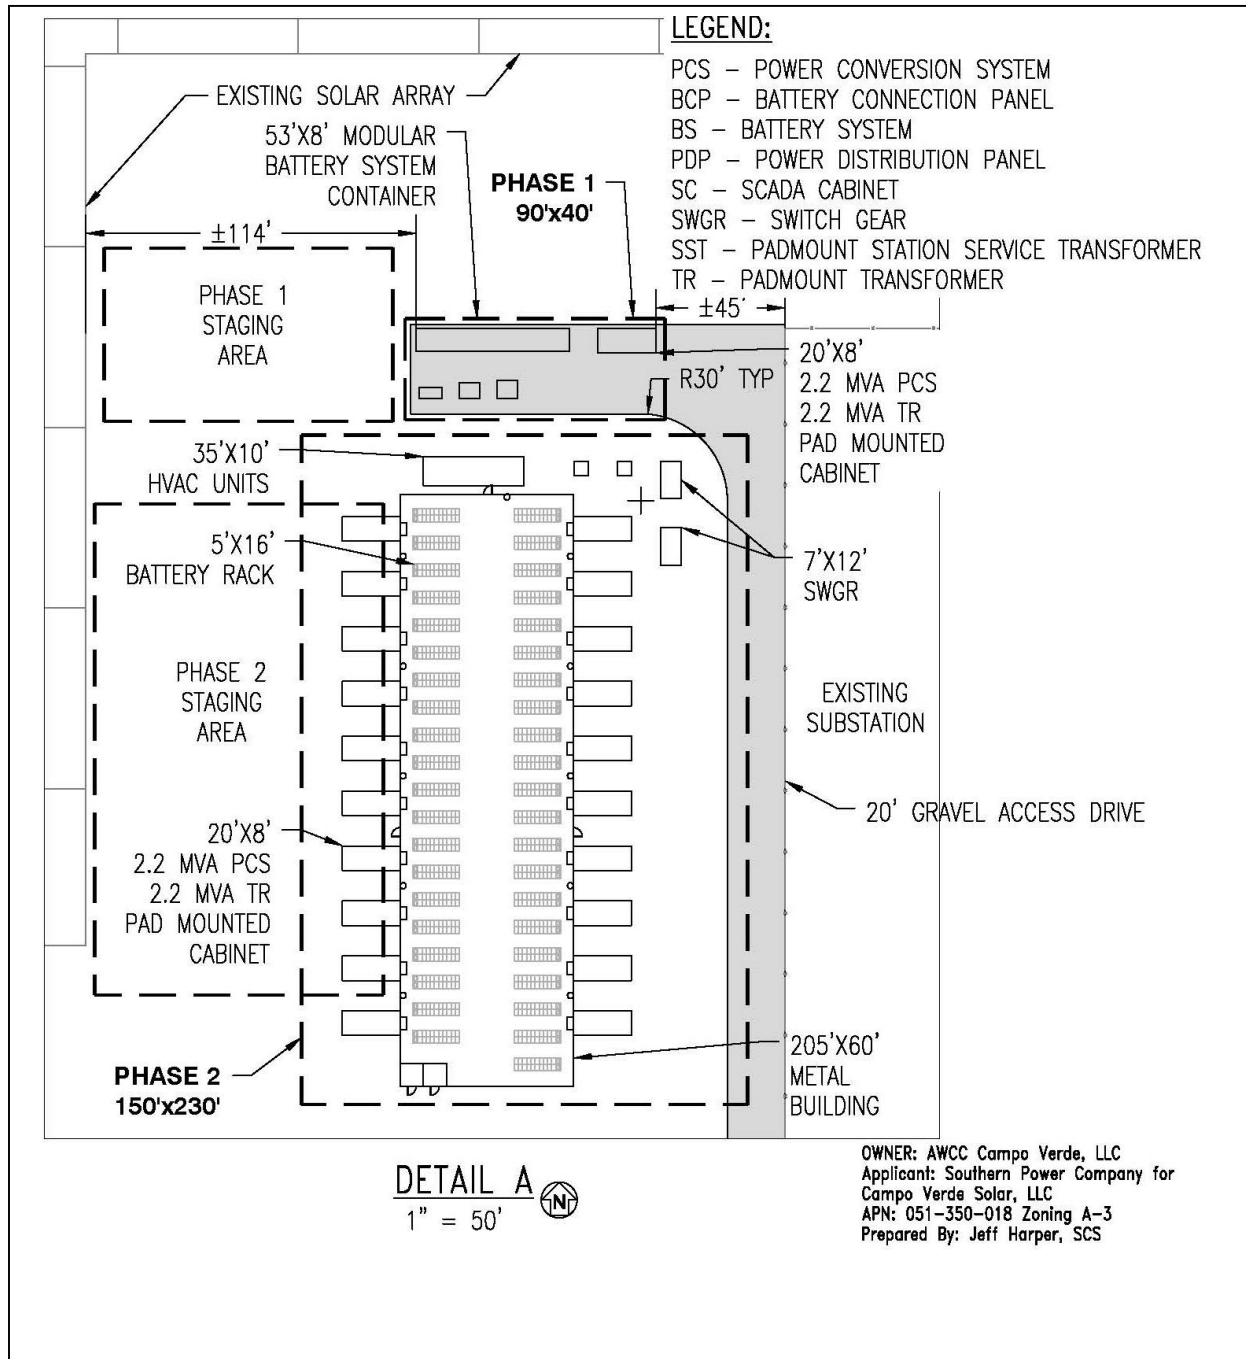 LEGEND:
PCS – POWER CONVERSION SYSTEM
BCP – BATTERY CONNECTION PANEL
BS – BATTERY SYSTEM
PDP – POWER DISTRIBUTION PANEL
SC – SCADA CABINET
SWGR – SWITCH GEAR
SST – PADMOUNT STATION SERVICE TRANSFORMER
TR – PADMOUNT TRANSFORMER
EXISTING SOLAR ARRAY
53'X8' MODULAR
BATTERY SYSTEM
CONTAINER
PHASE 1
90'x40'
±114'
±45'
PHASE 1
STAGING
AREA
R30' TYP
20'X8'
2.2 MVA PCS
2.2 MVA TR
PAD MOUNTED
CABINET
35'X10'
HVAC UNITS
5'X16'
BATTERY RACK
7'X12'
SWGR
PHASE 2
STAGING
AREA
EXISTING
SUBSTATION
20' GRAVEL ACCESS DRIVE
20'X8'
2.2 MVA PCS
2.2 MVA TR
PAD MOUNTED
CABINET
205'X60'
METAL
BUILDING
PHASE 2
150'x230'
DETAIL A
N
1" = 50'
OWNER: AWCC Campo Verde, LLC
Applicant: Southern Power Company for
Campo Verde Solar, LLC
APN: 051–350–018 Zoning A–3
Prepared By: Jeff Harper, SCS